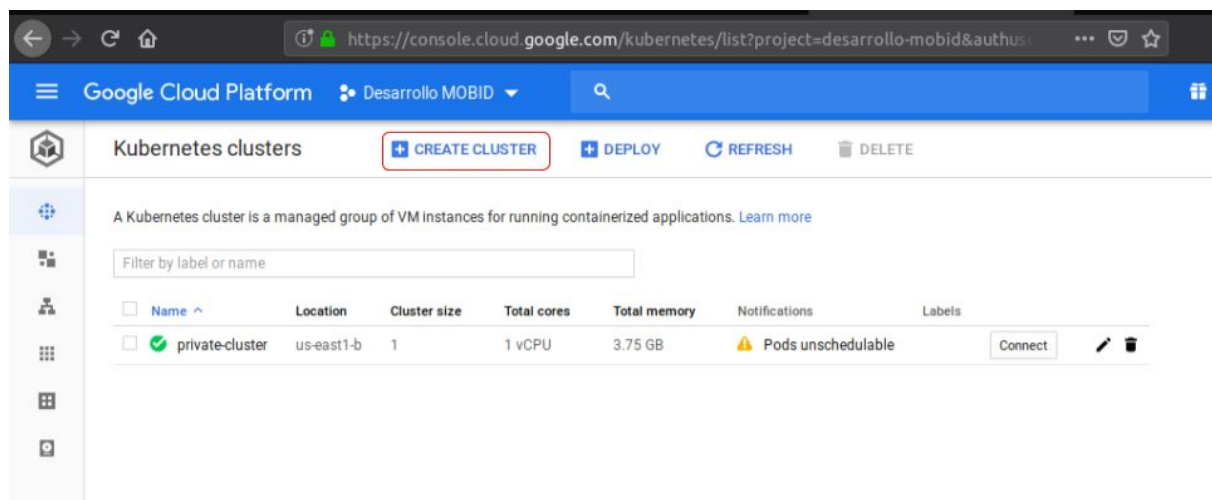 https://console.cloud.google.com/kubernetes/list?project=desarrollo-mobid&authus
Google Cloud Platform Desarrollo MOBID
Kubernetes clusters CREATE CLUSTER DEPLOY REFRESH DELETE
A Kubernetes cluster is a managed group of VM instances for running containerized applications. Learn more
Filter by label or name
Name Location Cluster size Total cores Total memory Notifications Labels
private-cluster us-east1-b 1 1 vCPU 3.75 GB Pods unschedulable Connect